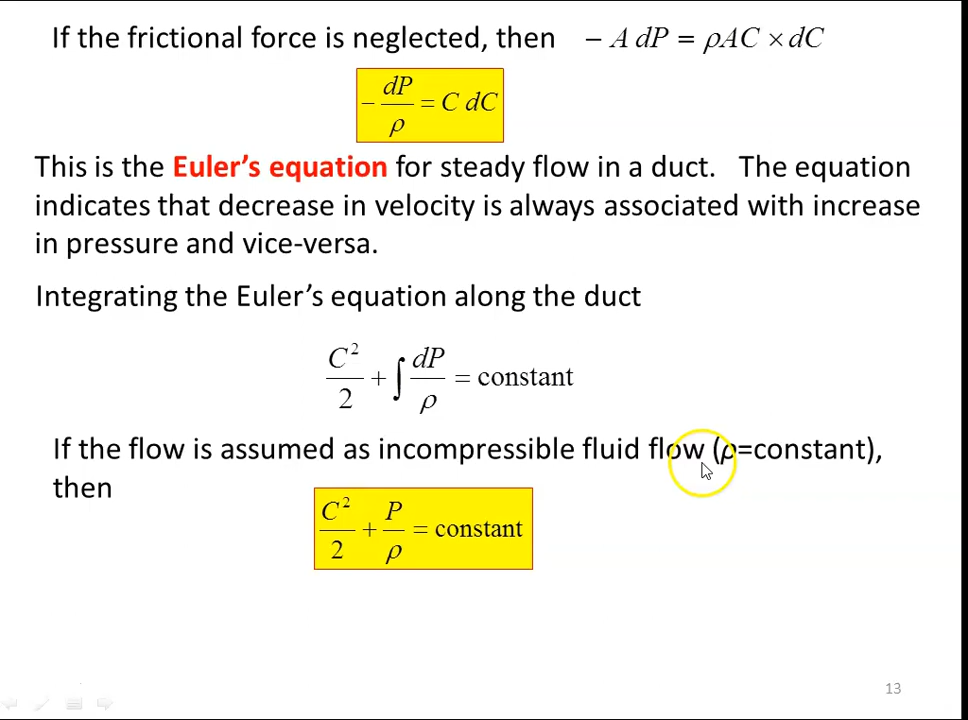 If the frictional force is neglected, then − A dP = ρAC × dC
− dP/ρ = C dC
This is the Euler's equation for steady flow in a duct. The equation
indicates that decrease in velocity is always associated with increase
in pressure and vice-versa.
Integrating the Euler's equation along the duct
C²/2 + ∫ dP/ρ = constant
If the flow is assumed as incompressible fluid flow (ρ=constant),
then
C²/2 + P/ρ = constant
13